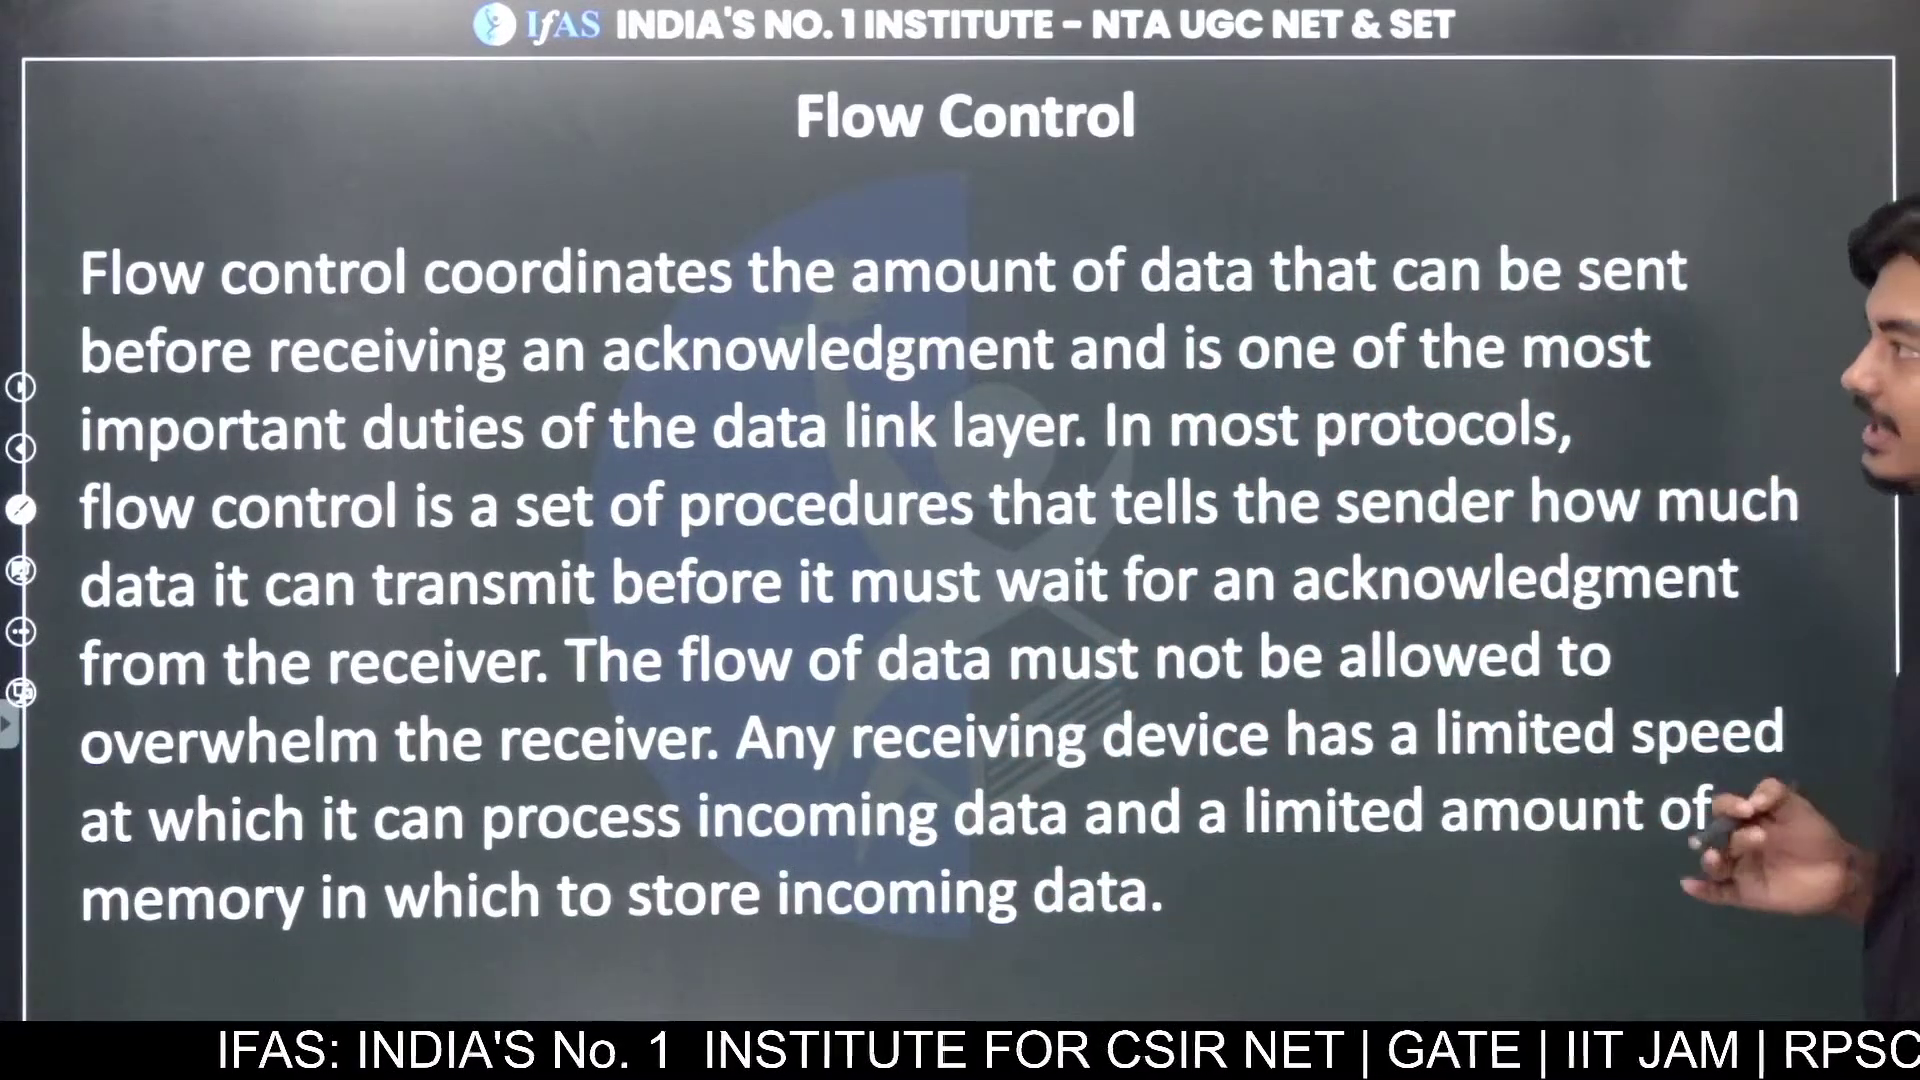 IfAS INDIA'S NO. 1 INSTITUTE – NTA UGC NET & SET
Flow Control
Flow control coordinates the amount of data that can be sent
before receiving an acknowledgment and is one of the most
important duties of the data link layer. In most protocols,
flow control is a set of procedures that tells the sender how much
data it can transmit before it must wait for an acknowledgment
from the receiver. The flow of data must not be allowed to
overwhelm the receiver. Any receiving device has a limited speed
at which it can process incoming data and a limited amount of
memory in which to store incoming data.
IFAS: INDIA'S No. 1 INSTITUTE FOR CSIR NET | GATE | IIT JAM | RPSC